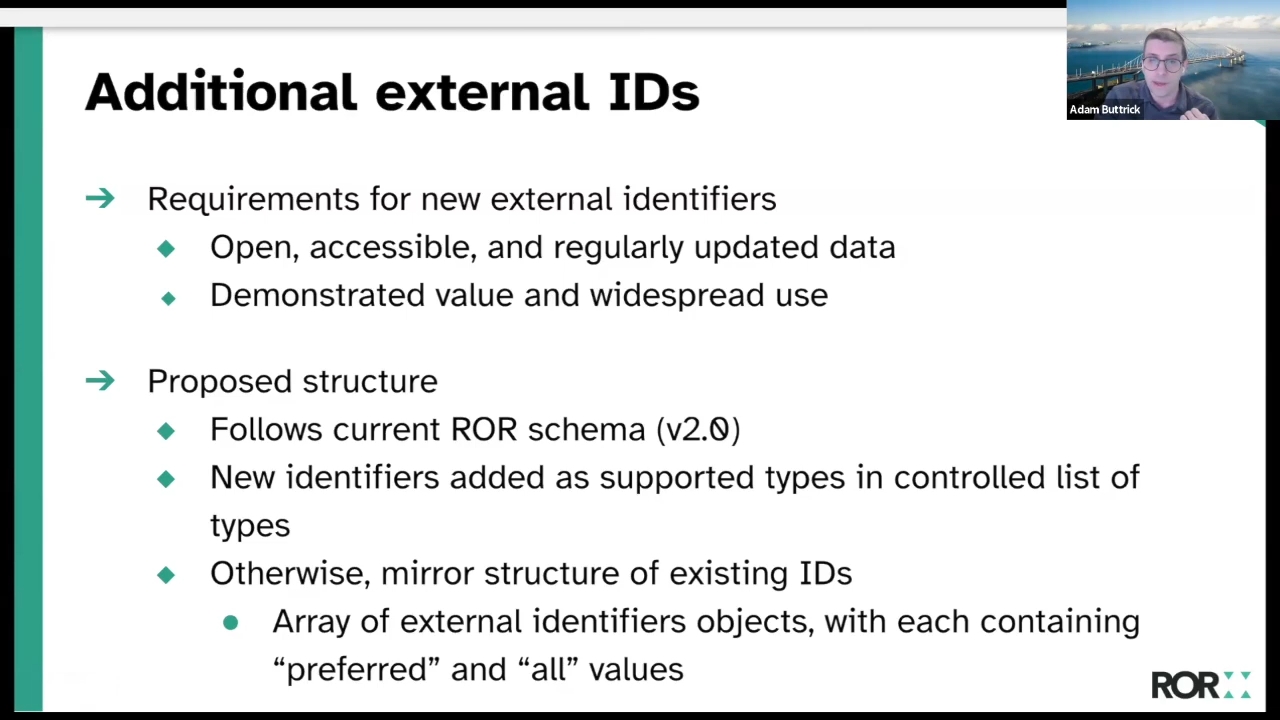 Additional external IDs
Adam Buttrick
➔ Requirements for new external identifiers
◆ Open, accessible, and regularly updated data
◆ Demonstrated value and widespread use
➔ Proposed structure
◆ Follows current ROR schema (v2.0)
◆ New identifiers added as supported types in controlled list of
types
◆ Otherwise, mirror structure of existing IDs
● Array of external identifiers objects, with each containing
“preferred” and “all” values
ROR